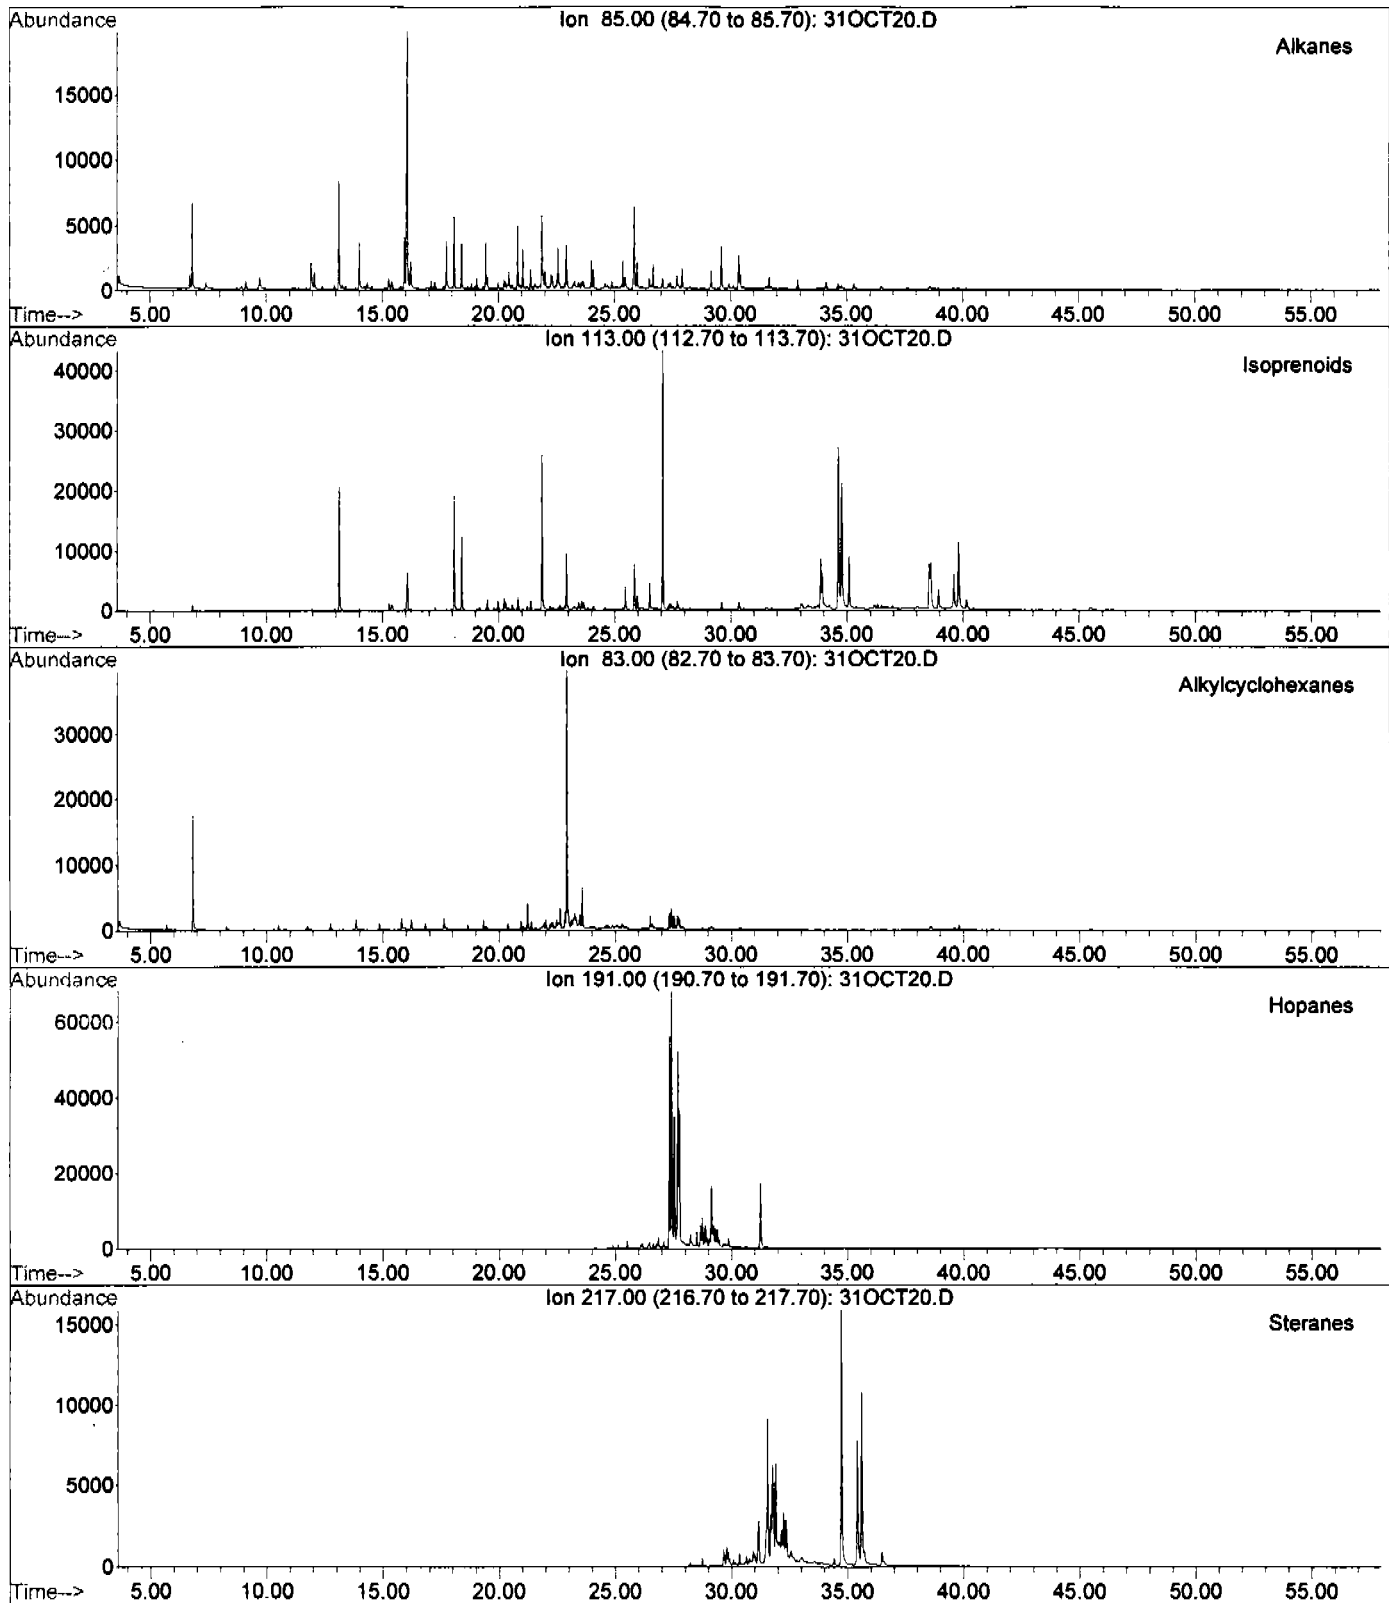 Abundance Ion 85.00 (84.70 to 85.70): 31OCT20.D
Alkanes
15000
10000
5000
0
Time--> 5.00 10.00 15.00 20.00 25.00 30.00 35.00 40.00 45.00 50.00 55.00
Abundance Ion 113.00 (112.70 to 113.70): 31OCT20.D
40000 Isoprenoids
30000
20000
10000
0
Time--> 5.00 10.00 15.00 20.00 25.00 30.00 35.00 40.00 45.00 50.00 55.00
Abundance Ion 83.00 (82.70 to 83.70): 31OCT20.D
Alkylcyclohexanes
30000
20000
10000
0
Time--> 5.00 10.00 15.00 20.00 25.00 30.00 35.00 40.00 45.00 50.00 55.00
Abundance Ion 191.00 (190.70 to 191.70): 31OCT20.D
Hopanes
60000
40000
20000
0
Time--> 5.00 10.00 15.00 20.00 25.00 30.00 35.00 40.00 45.00 50.00 55.00
Abundance Ion 217.00 (216.70 to 217.70): 31OCT20.D
15000 Steranes
10000
5000
0
Time--> 5.00 10.00 15.00 20.00 25.00 30.00 35.00 40.00 45.00 50.00 55.00